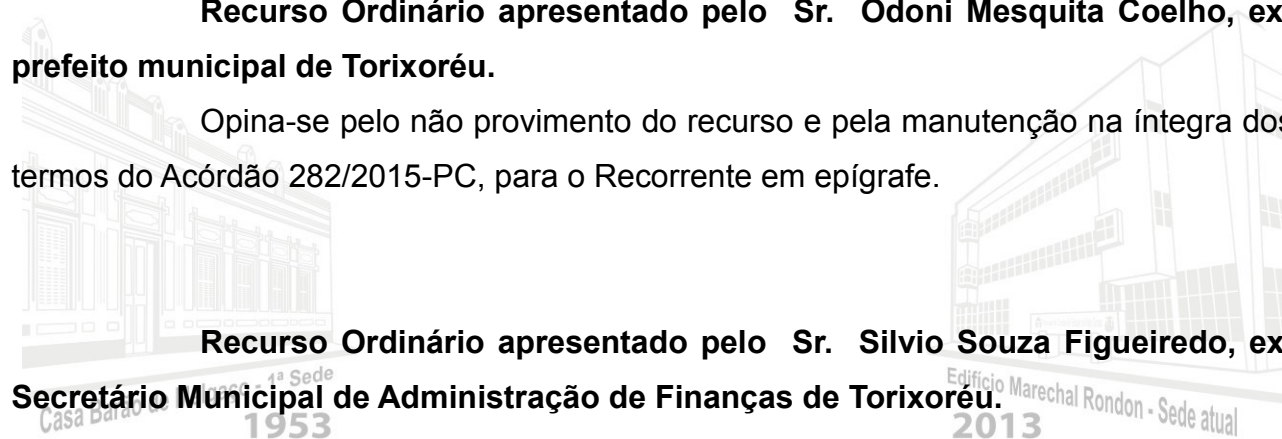 Recurso Ordinário apresentado pelo Sr. Odoni Mesquita Coelho, ex
prefeito municipal de Torixoréu.
Opina-se pelo não provimento do recurso e pela manutenção na íntegra dos
termos do Acórdão 282/2015-PC, para o Recorrente em epígrafe.
Recurso Ordinário apresentado pelo Sr. Silvio Souza Figueiredo, ex
Secretário Municipal de Administração de Finanças de Torixoréu.
1ª Sede
Casa Barão de
1953
Edifício Marechal Rondon - Sede atual
2013